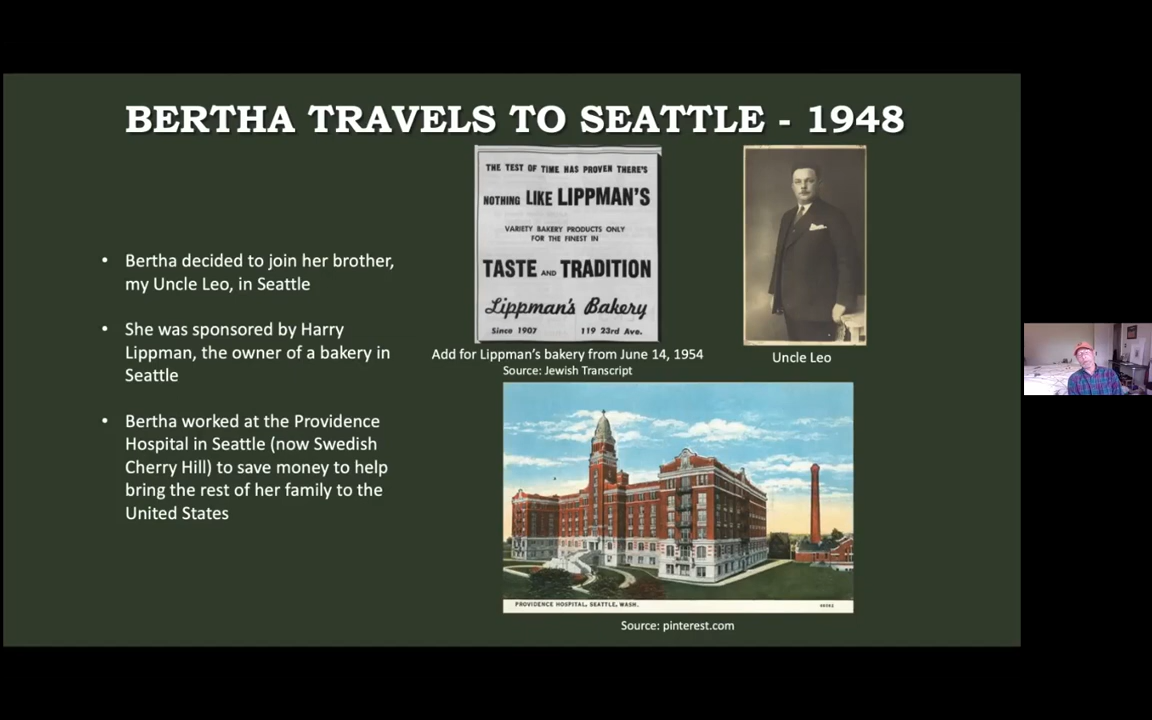 BERTHA TRAVELS TO SEATTLE - 1948
Bertha decided to join her brother,
my Uncle Leo, in Seattle
She was sponsored by Harry
Lippman, the owner of a bakery in
Seattle
Bertha worked at the Providence
Hospital in Seattle (now Swedish
Cherry Hill) to save money to help
bring the rest of her family to the
United States
THE TEST OF TIME HAS PROVEN THERE'S
NOTHING LIKE LIPPMAN'S
VARIETY BAKERY PRODUCTS ONLY
FOR THE FINEST IN
TASTE AND TRADITION
Lippman's Bakery
Since 1907 119 23rd Ave.
Add for Lippman's bakery from June 14, 1954
Source: Jewish Transcript
Uncle Leo
PROVIDENCE HOSPITAL, SEATTLE, WASH.
Source: pinterest.com